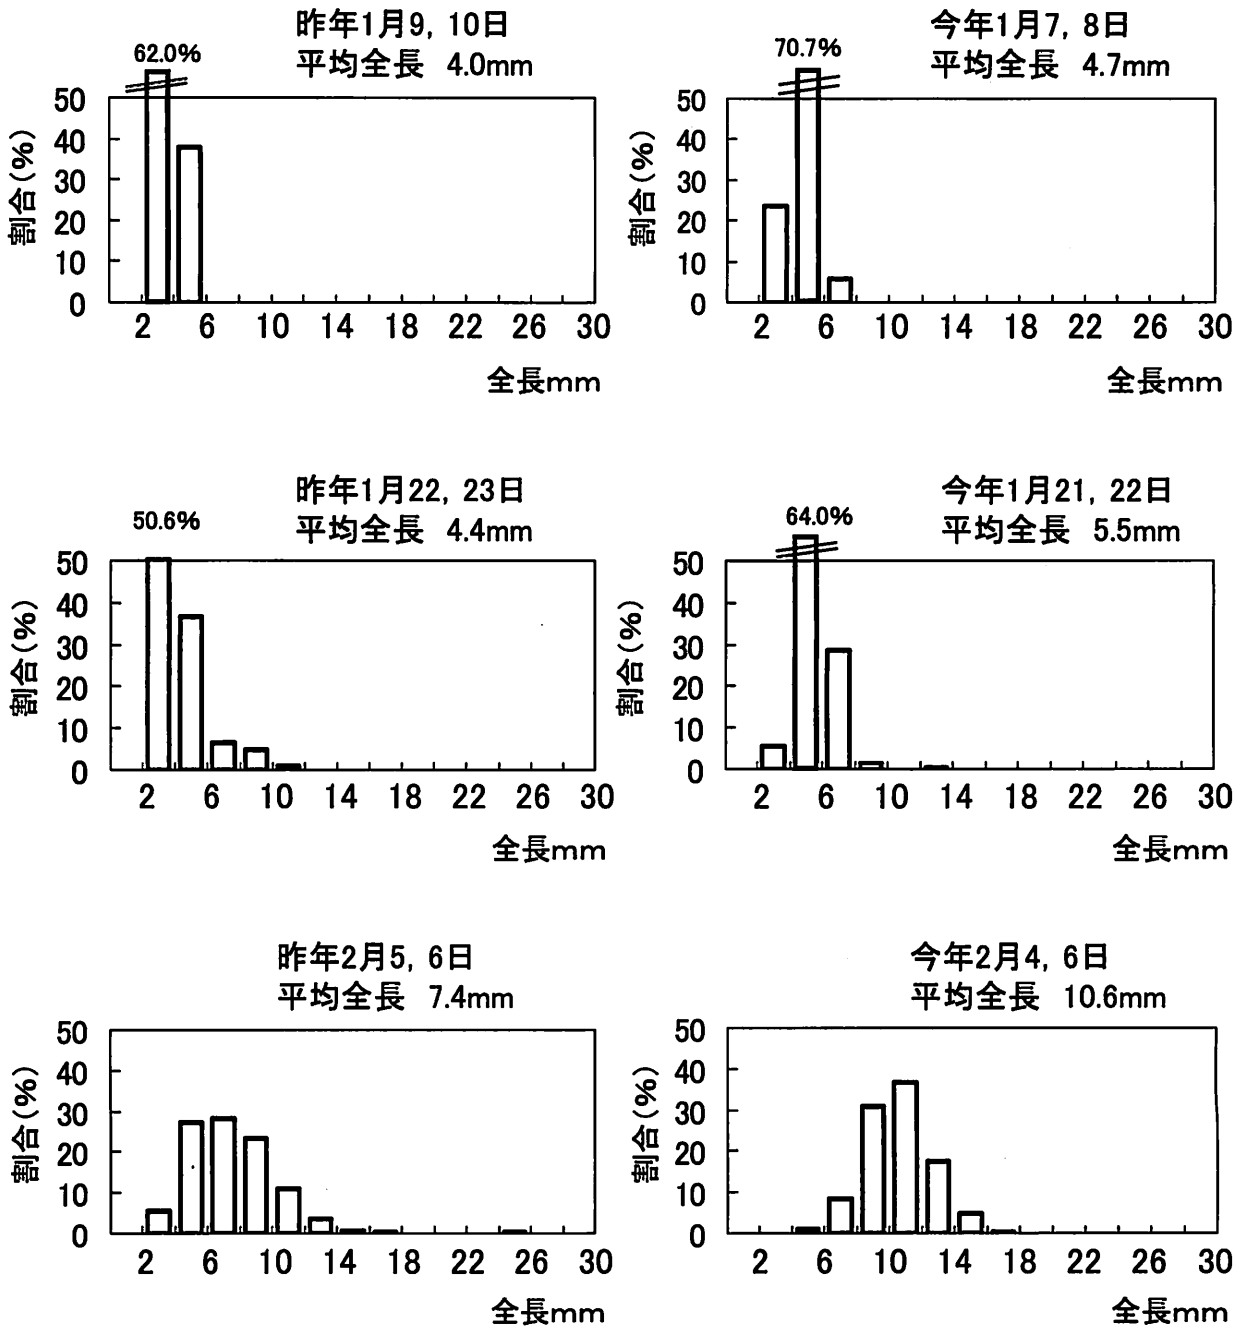 昨年1月9, 10日
平均全長 4.0mm
62.0%
50
40
30
20
10
0
割合(%)
2 6 10 14 18 22 26 30
全長mm
今年1月7, 8日
平均全長 4.7mm
70.7%
50
40
30
20
10
0
割合(%)
2 6 10 14 18 22 26 30
全長mm
昨年1月22, 23日
平均全長 4.4mm
50.6%
50
40
30
20
10
0
割合(%)
2 6 10 14 18 22 26 30
全長mm
今年1月21, 22日
平均全長 5.5mm
64.0%
50
40
30
20
10
0
割合(%)
2 6 10 14 18 22 26 30
全長mm
昨年2月5, 6日
平均全長 7.4mm
50
40
30
20
10
0
割合(%)
2 6 10 14 18 22 26 30
全長mm
今年2月4, 6日
平均全長 10.6mm
50
40
30
20
10
0
割合(%)
2 6 10 14 18 22 26 30
全長mm